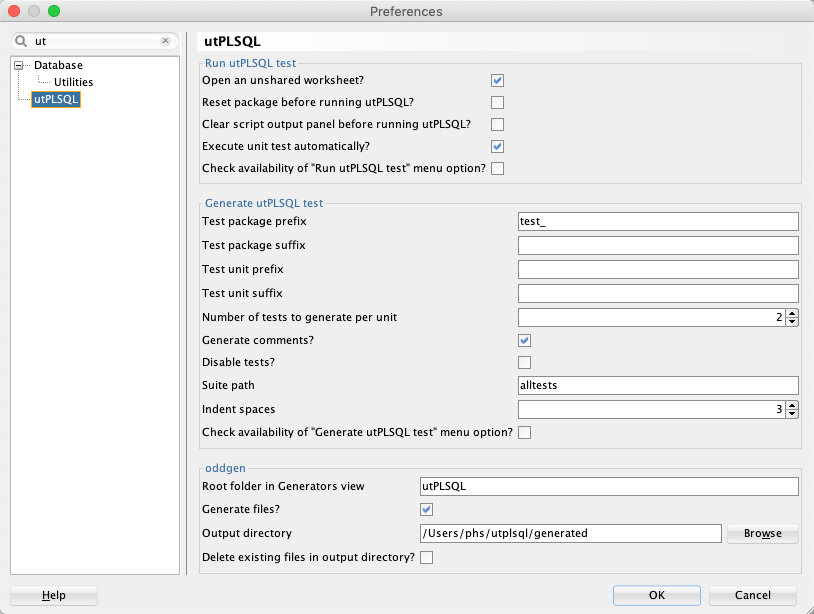 Preferences
ut
Database
Utilities
utPLSQL
utPLSQL
Run utPLSQL test
Open an unshared worksheet?
Reset package before running utPLSQL?
Clear script output panel before running utPLSQL?
Execute unit test automatically?
Check availability of "Run utPLSQL test" menu option?
Generate utPLSQL test
Test package prefix test_
Test package suffix
Test unit prefix
Test unit suffix
Number of tests to generate per unit 2
Generate comments?
Disable tests?
Suite path alltests
Indent spaces 3
Check availability of "Generate utPLSQL test" menu option?
oddgen
Root folder in Generators view utPLSQL
Generate files?
Output directory /Users/phs/utplsql/generated Browse
Delete existing files in output directory?
Help OK Cancel